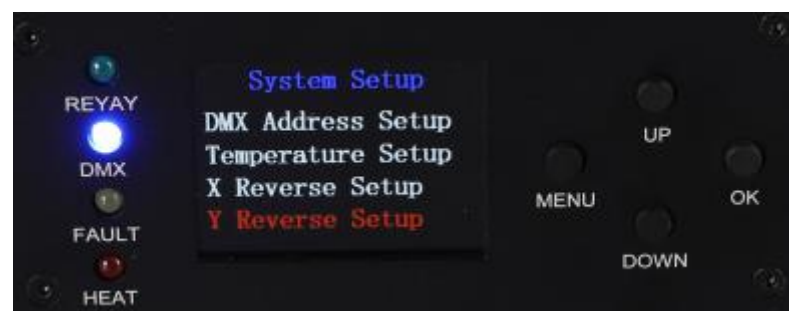 REYAY
DMX
FAULT
HEAT
System Setup
DMX Address Setup
Temperature Setup
X Reverse Setup
Y Reverse Setup
MENU
UP
DOWN
OK